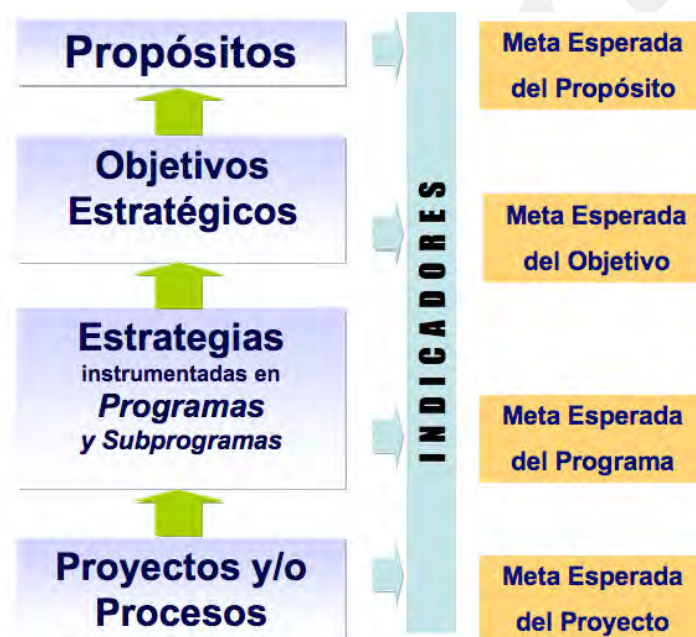 Propósitos
Meta Esperada
del Propósito
Objetivos
Estratégicos
Meta Esperada
del Objetivo
INDICADORES
Estrategias
instrumentadas en
Programas
y Subprogramas
Meta Esperada
del Programa
Proyectos y/o
Procesos
Meta Esperada
del Proyecto